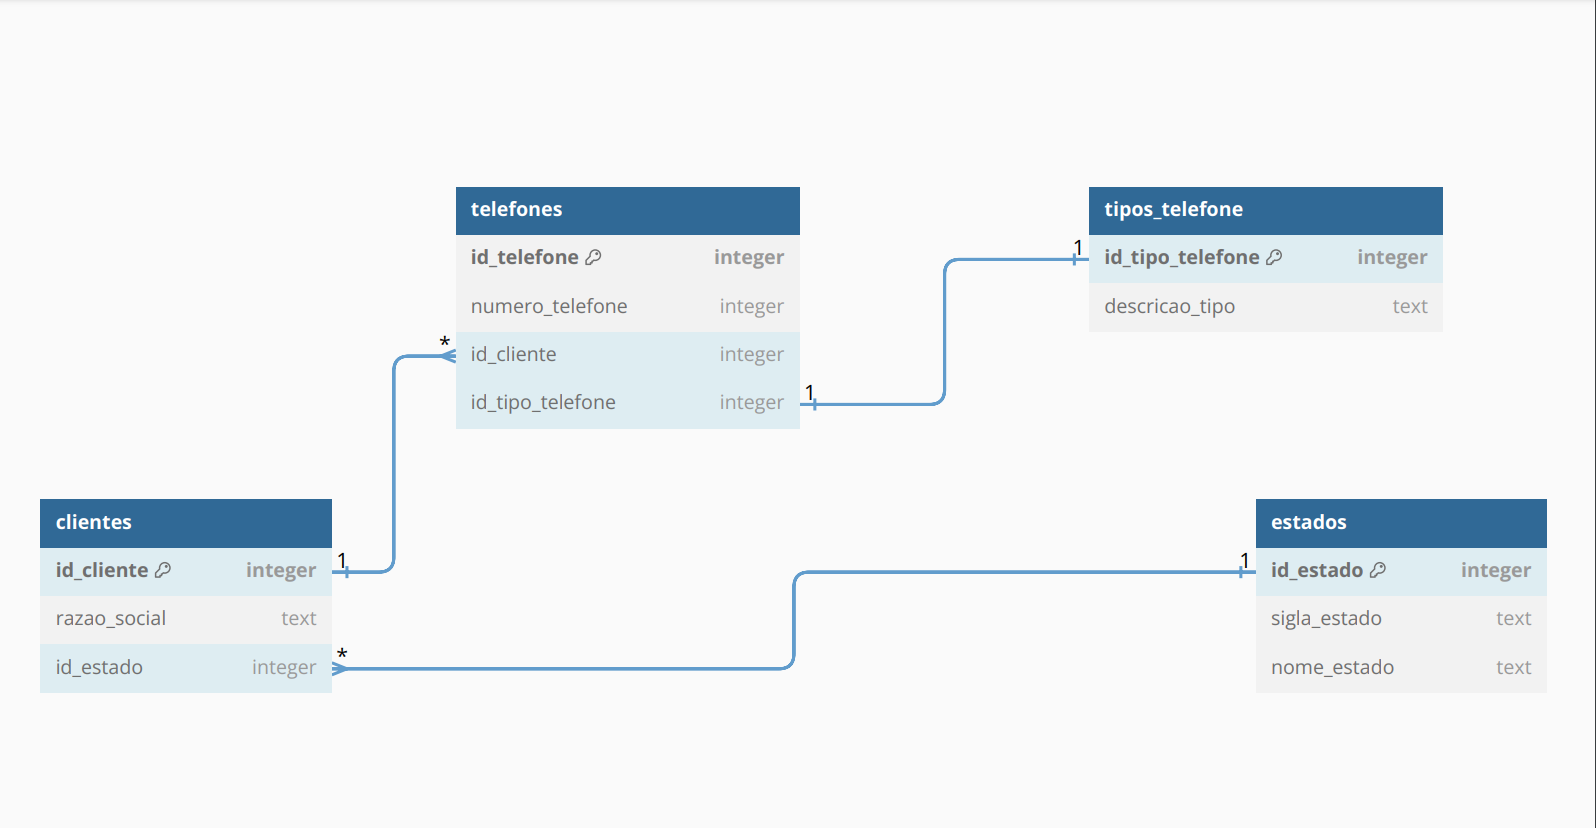 telefones
id_telefone integer
numero_telefone integer
* id_cliente integer
id_tipo_telefone integer 1
tipos_telefone
1 id_tipo_telefone integer
descricao_tipo text
clientes
id_cliente integer 1
razao_social text
id_estado integer *
estados
1 id_estado integer
sigla_estado text
nome_estado text